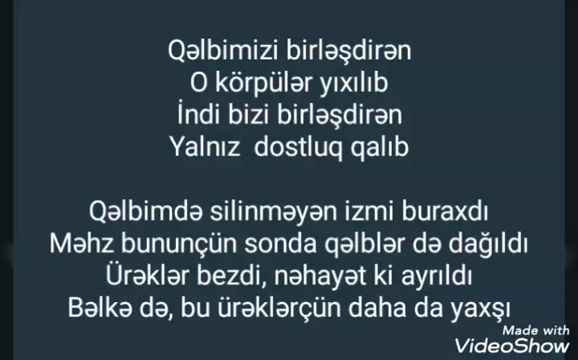 Qəlbimizi birləşdirən
O körpülər yıxılıb
İndi bizi birləşdirən
Yalnız dostluq qalıb
Qəlbimdə silinməyən izmi buraxdı
Məhz bununçün sonda qəlblər də dağıldı
Ürəklər bezdi, nəhayət ki ayrıldı
Bəlkə də, bu ürəklərçün daha da yaxşı
Made with
VideoShow